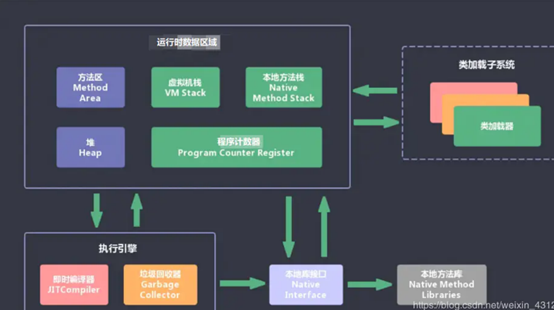 运行时数据区域
方法区
Method
Area
虚拟机栈
VM Stack
本地方法栈
Native
Method Stack
堆
Heap
程序计数器
Program Counter Register
类加载子系统
类加载器
执行引擎
即时编译器
JITCompiler
垃圾回收器
Garbage
Collector
本地库接口
Native
Interface
本地方法库
Native Method
Libraries
https://blog.csdn.net/weixin_4312